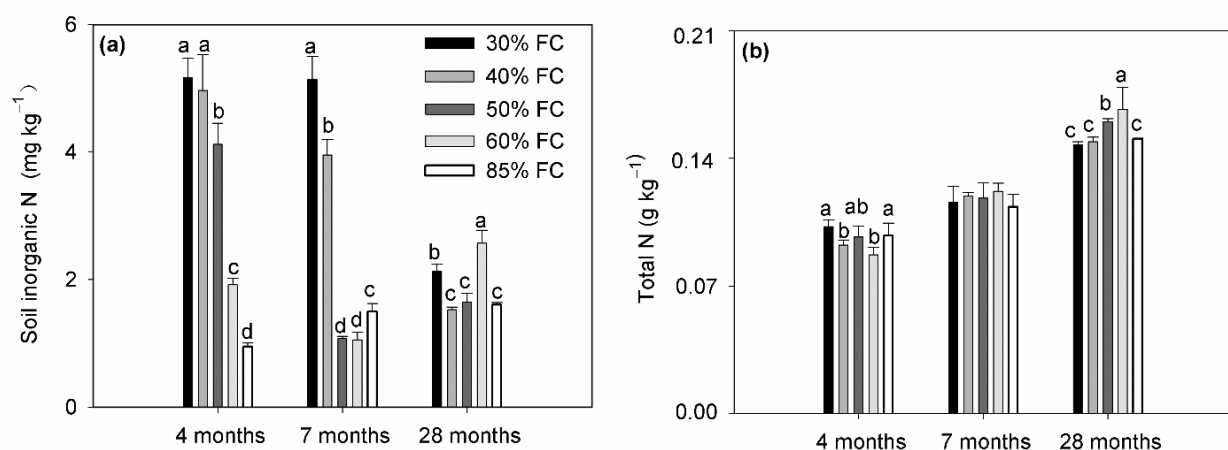 (a)
Soil inorganic N (mg kg⁻¹)
6
4
2
0
30% FC
40% FC
50% FC
60% FC
85% FC
a a b c d
a b d d c
b c c a c
4 months 7 months 28 months
(b)
Total N (g kg⁻¹)
0.21
0.14
0.07
0.00
a b ab b a
c c b a c
4 months 7 months 28 months